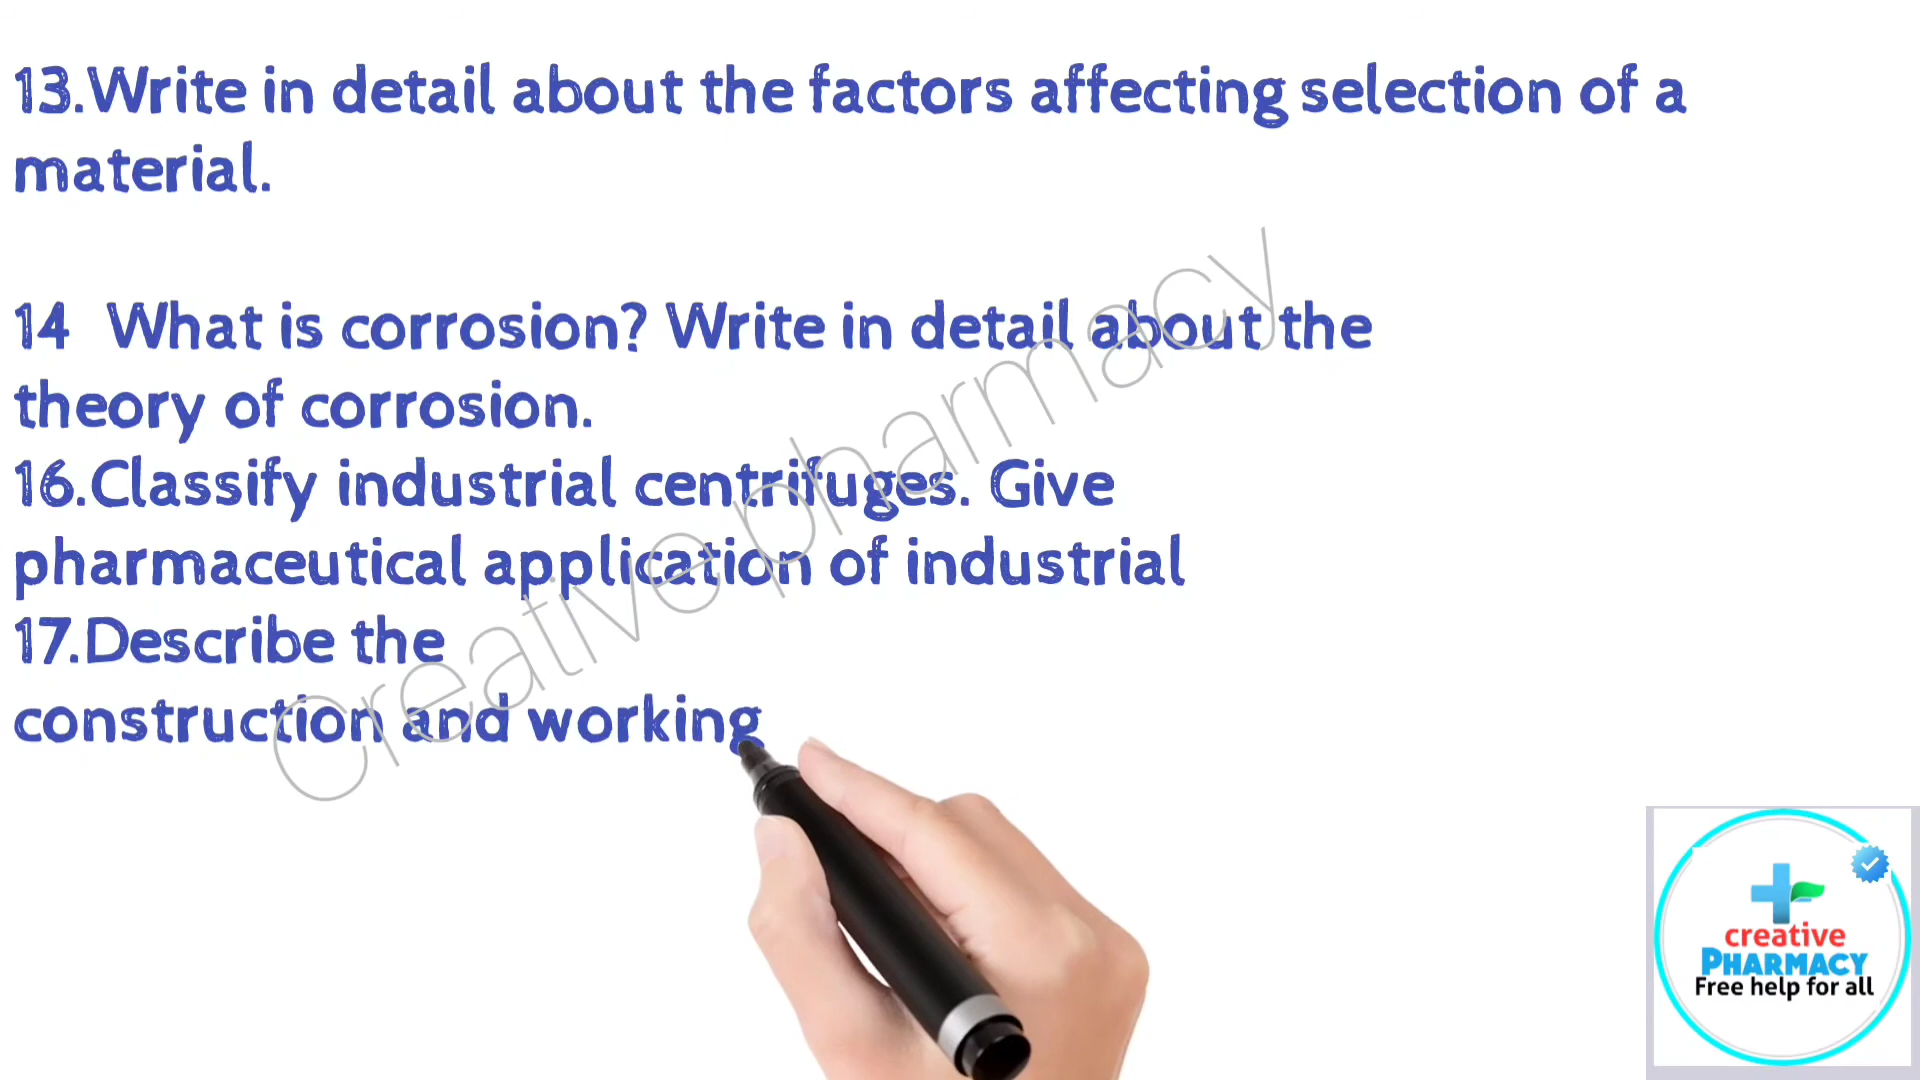 13.Write in detail about the factors affecting selection of a
material.
14 What is corrosion? Write in detail about the
theory of corrosion.
16.Classify industrial centrifuges. Give
pharmaceutical application of industrial
17.Describe the
construction and working
Creative pharmacy
creative
PHARMACY
Free help for all